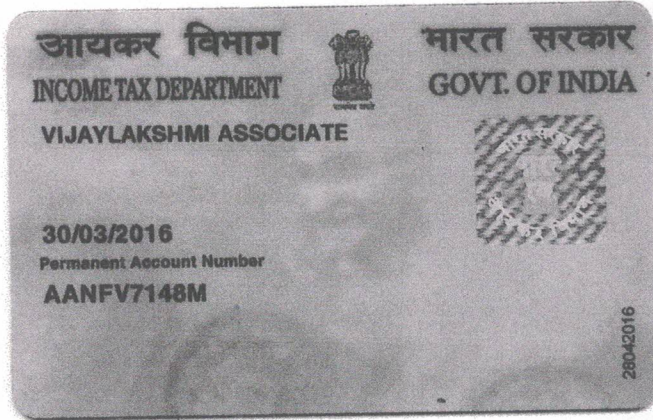 आयकर विभाग
INCOME TAX DEPARTMENT
भारत सरकार
GOVT. OF INDIA
VIJAYLAKSHMI ASSOCIATE
30/03/2016
Permanent Account Number
AANFV7148M
28042016